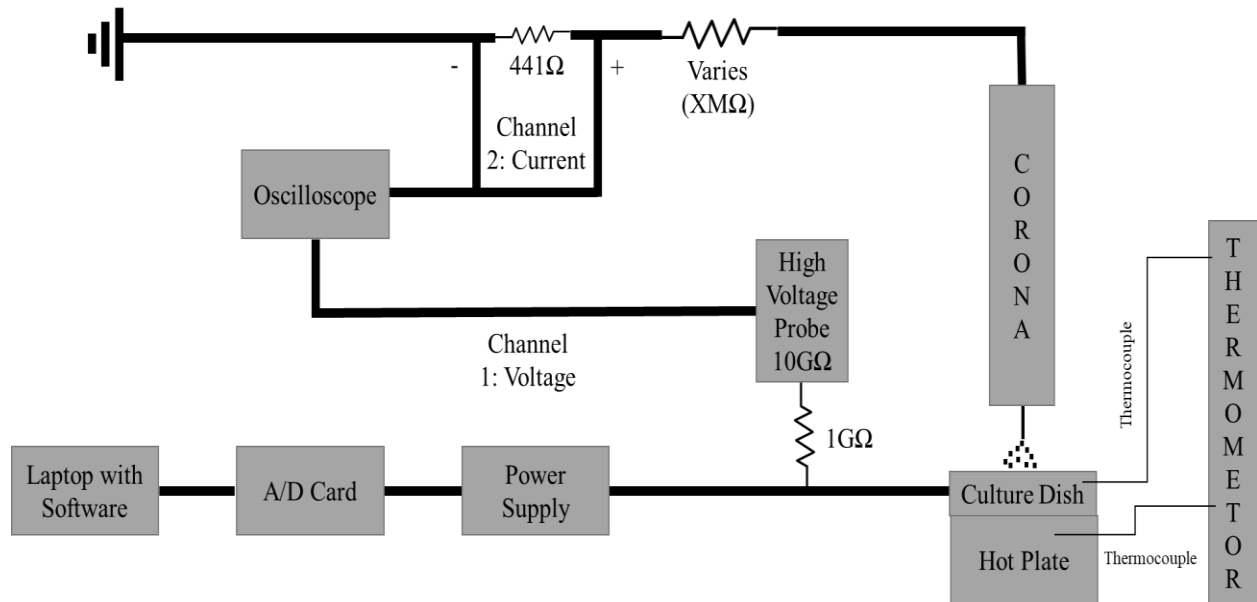 -
441Ω
+
Varies
(XMΩ)
Channel
2: Current
Oscilloscope
C
O
R
O
N
A
High
Voltage
Probe
10GΩ
Channel
1: Voltage
1GΩ
Thermocouple
T
H
E
R
M
O
M
E
T
O
R
Laptop with
Software
A/D Card
Power
Supply
Culture Dish
Hot Plate
Thermocouple